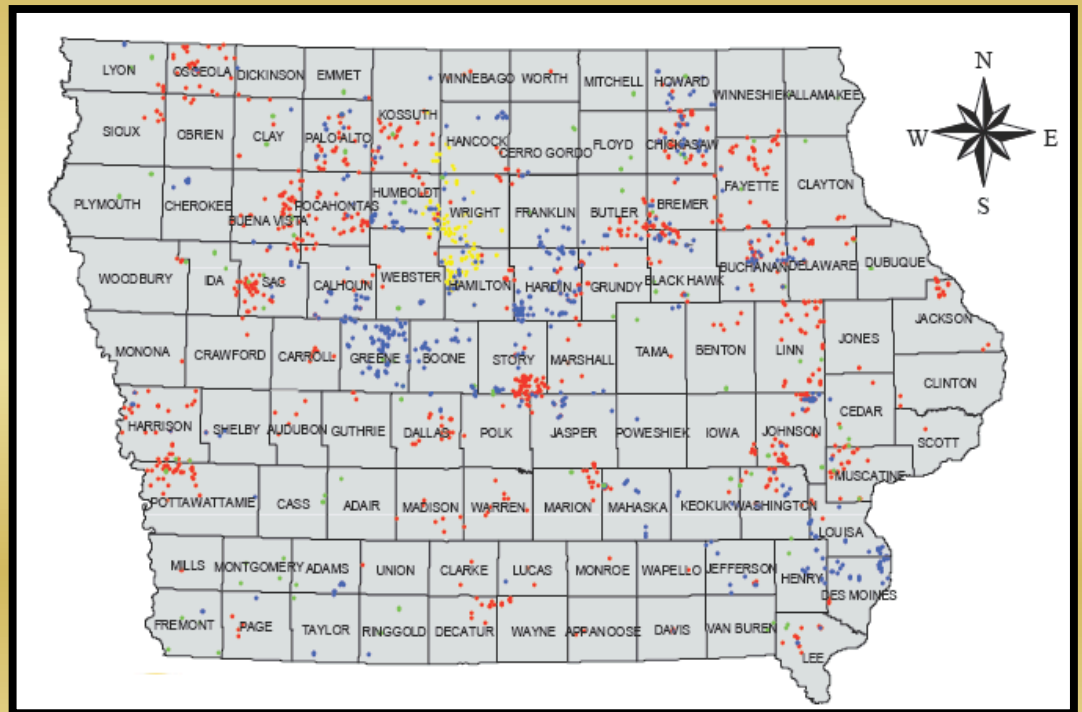 N
W E
S
LYON OSCEOLA DICKINSON EMMET WINNEBAGO WORTH MITCHELL HOWARD WINNESHIEK ALLAMAKEE
SIOUX OBRIEN CLAY PALO ALTO KOSSUTH HANCOCK CERRO GORDO FLOYD CHICKASAW
PLYMOUTH CHEROKEE BUENA VISTA POCAHONTAS HUMBOLDT WRIGHT FRANKLIN BUTLER BREMER FAYETTE CLAYTON
WOODBURY IDA SAC CALHOUN WEBSTER HAMILTON HARDIN GRUNDY BLACK HAWK BUCHANAN DELAWARE DUBUQUE
MONONA CRAWFORD CARROLL GREENE BOONE STORY MARSHALL TAMA BENTON LINN JONES JACKSON
CLINTON
HARRISON SHELBY AUDUBON GUTHRIE DALLAS POLK JASPER POWESHIEK IOWA JOHNSON CEDAR SCOTT
MUSCATINE
POTTAWATTAMIE CASS ADAIR MADISON WARREN MARION MAHASKA KEOKUK WASHINGTON
LOUISA
MILLS MONTGOMERY ADAMS UNION CLARKE LUCAS MONROE WAPELLO JEFFERSON HENRY DES MOINES
FREMONT PAGE TAYLOR RINGGOLD DECATUR WAYNE APPANOOSE DAVIS VAN BUREN LEE